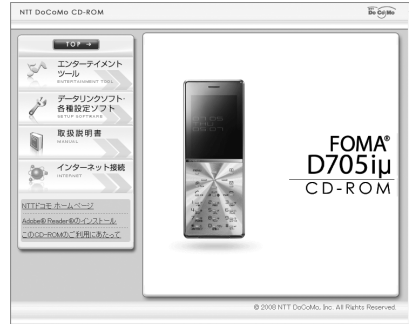 NTT DoCoMo CD-ROM
NTT DoCoMo
TOP →
エンターテイメント
ツール
ENTERTAINMENT TOOL
データリンクソフト・
各種設定ソフト
SETUP SOFTWARE
取扱説明書
MANUAL
インターネット接続
INTERNET
NTTドコモ ホームページ
Adobe® Reader®のインストール
このCD-ROMのご利用にあたって
FOMA®
D705iμ
CD-ROM
© 2008 NTT DoCoMo, Inc. All Rights Reserved.